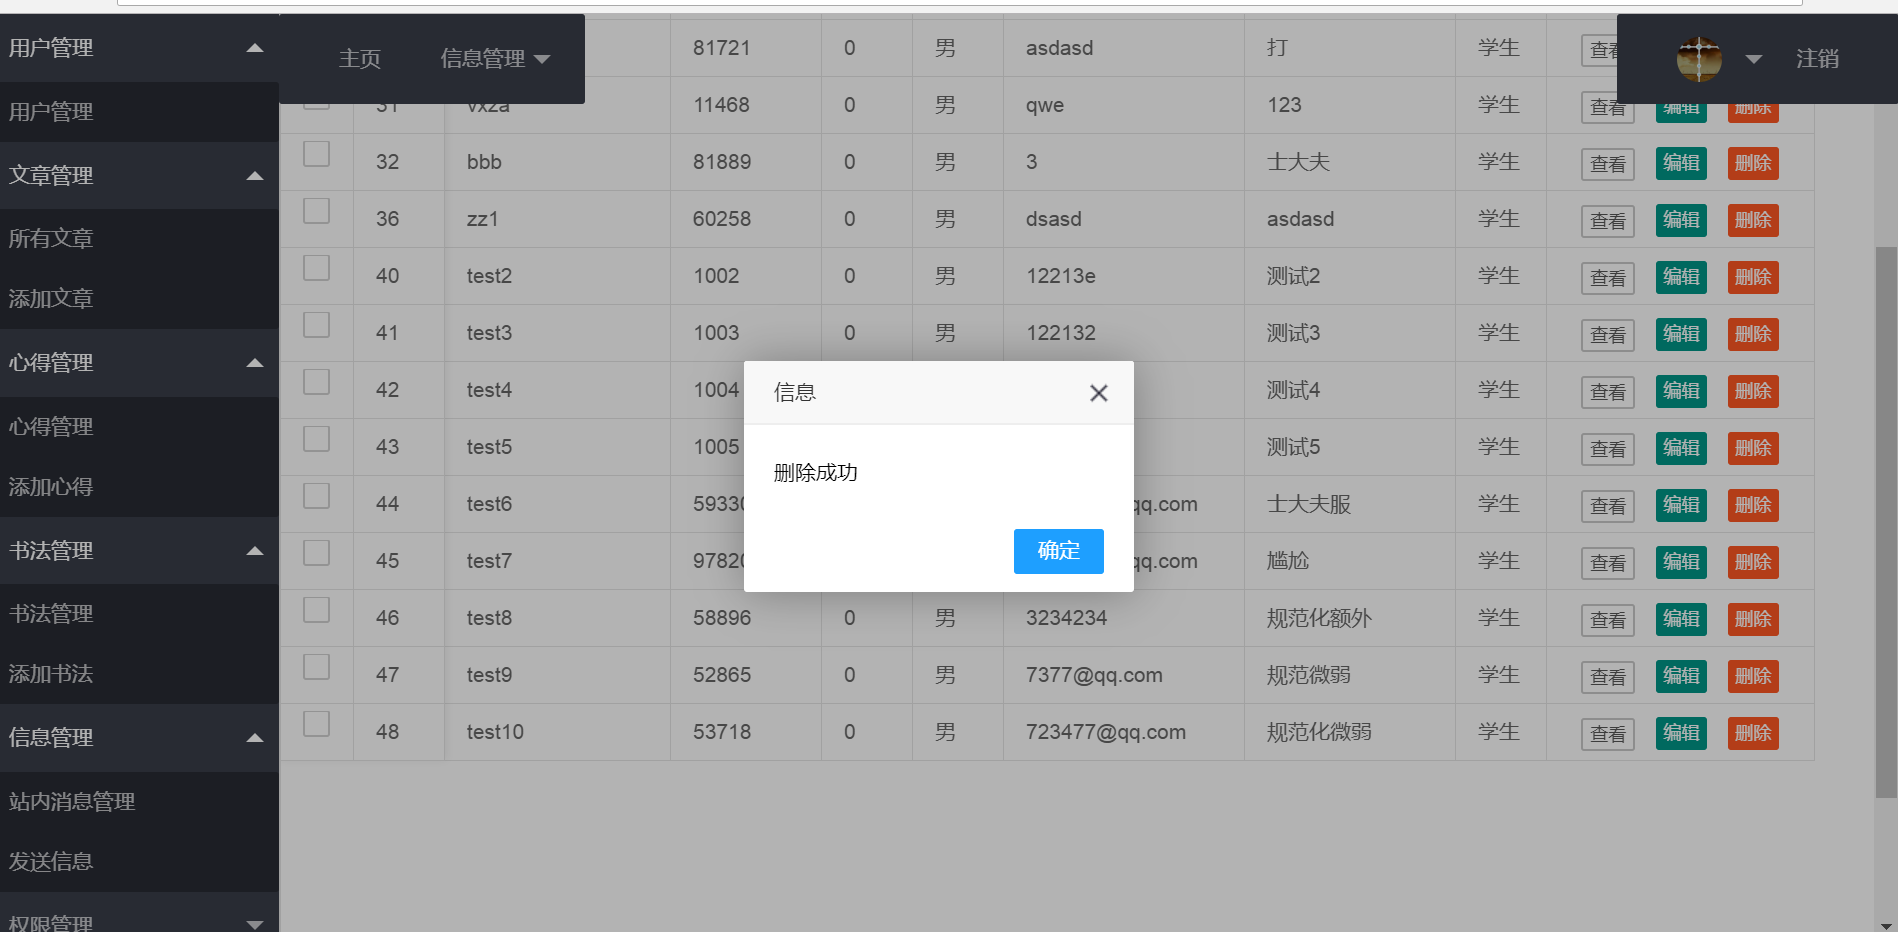 用户管理
用户管理
文章管理
所有文章
添加文章
心得管理
心得管理
添加心得
书法管理
书法管理
添加书法
信息管理
站内消息管理
发送信息
权限管理
主页 信息管理
注销
81721 0 男 asdasd 打 学生 查看
31 vxza 11468 0 男 qwe 123 学生 查看 编辑 删除
32 bbb 81889 0 男 3 士大夫 学生 查看 编辑 删除
36 zz1 60258 0 男 dsasd asdasd 学生 查看 编辑 删除
40 test2 1002 0 男 12213e 测试2 学生 查看 编辑 删除
41 test3 1003 0 男 122132 测试3 学生 查看 编辑 删除
42 test4 1004 测试4 学生 查看 编辑 删除
43 test5 1005 测试5 学生 查看 编辑 删除
44 test6 5933 qq.com 士大夫服 学生 查看 编辑 删除
45 test7 9782 qq.com 尴尬 学生 查看 编辑 删除
46 test8 58896 0 男 3234234 规范化额外 学生 查看 编辑 删除
47 test9 52865 0 男 7377@qq.com 规范微弱 学生 查看 编辑 删除
48 test10 53718 0 男 723477@qq.com 规范化微弱 学生 查看 编辑 删除
信息
删除成功
确定